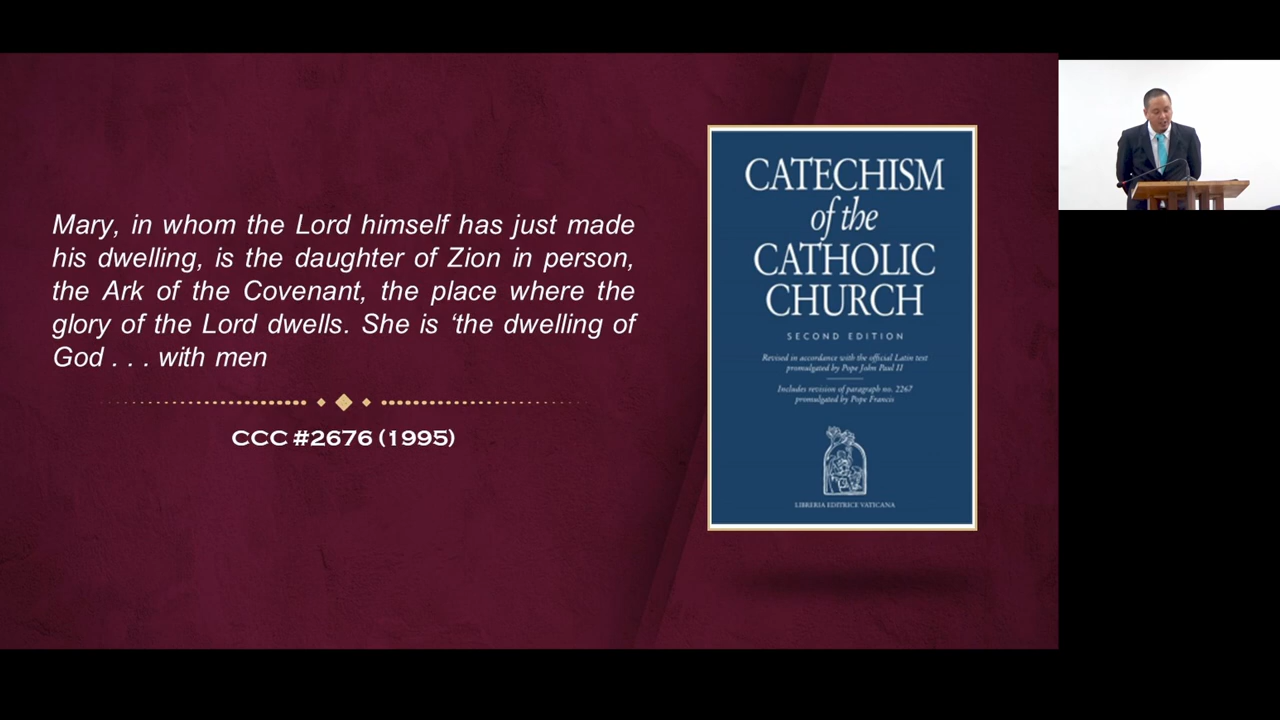 Mary, in whom the Lord himself has just made
his dwelling, is the daughter of Zion in person,
the Ark of the Covenant, the place where the
glory of the Lord dwells. She is ‘the dwelling of
God . . . with men
CCC #2676 (1995)
CATECHISM
of the
CATHOLIC
CHURCH
SECOND EDITION
Revised in accordance with the official Latin text
promulgated by Pope John Paul II
Includes revision of paragraph no. 2267
promulgated by Pope Francis
LIBRERIA EDITRICE VATICANA